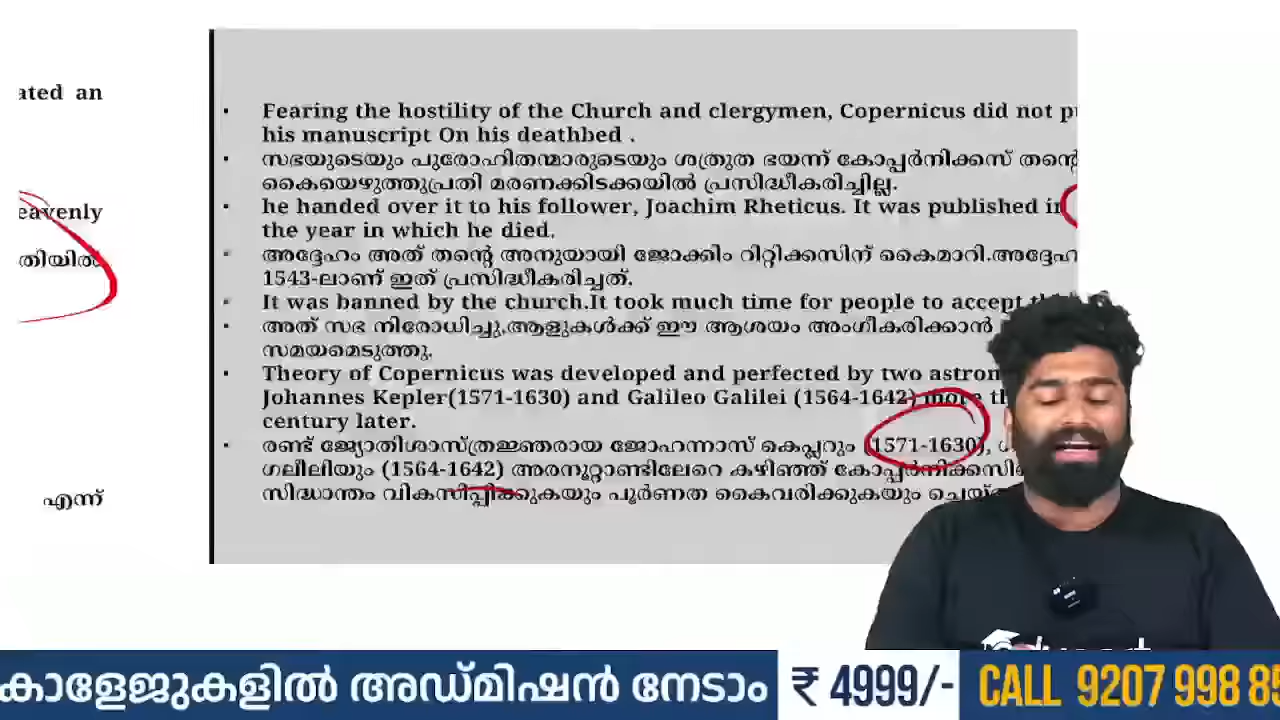 ated an
eavenly
തിയിൽ
എന്ന്
Fearing the hostility of the Church and clergymen, Copernicus did not
his manuscript On his deathbed .
സഭയുടെയും പുരോഹിതന്മാരുടെയും ശത്രുത ഭയന്ന് കോപ്പർനിക്കസ് തന്റെ
കൈയെഴുത്തുപ്രതി മരണക്കിടക്കയിൽ പ്രസിദ്ധീകരിച്ചില്ല.
he handed over it to his follower, Joachim Rheticus. It was published in
the year in which he died.
അദ്ദേഹം അത് തന്റെ അനുയായി ജോക്കിം റിറ്റിക്കസിന് കൈമാറി.അദ്ദേഹ
1543-ലാണ് ഇത് പ്രസിദ്ധീകരിച്ചത്.
It was banned by the church.It took much time for people to accept
അത് സഭ നിരോധിച്ചു.ആളുകൾക്ക് ഈ ആശയം അംഗീകരിക്കാൻ
സമയമെടുത്തു.
Theory of Copernicus was developed and perfected by two astron
Johannes Kepler(1571-1630) and Galileo Galilei (1564-1642) more
century later.
രണ്ട് ജ്യോതിശാസ്ത്രജ്ഞരായ ജോഹന്നാസ് കെപ്ലറും (1571-1630),
ഗലീലിയും (1564-1642) അരനൂറ്റാണ്ടിലേറെ കഴിഞ്ഞ് കോപ്പർനിക്കസി
സിദ്ധാന്തം വികസിപ്പിക്കുകയും പൂർണത കൈവരിക്കുകയും
കാളേജുകളിൽ അഡ്മിഷൻ നേടാം ₹ 4999/- CALL 9207 998 85